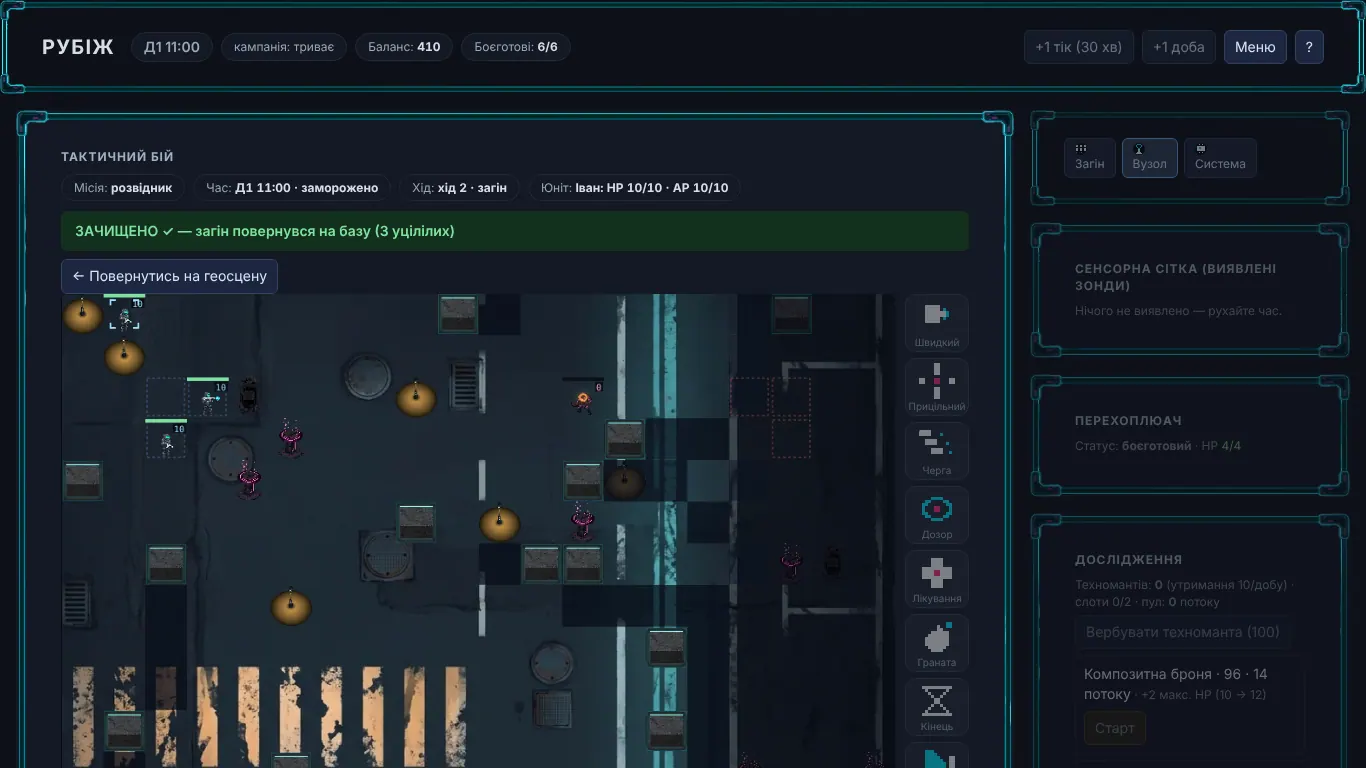 РУБІЖ
Д1 11:00
кампанія: триває
Баланс: 410
Боєготові: 6/6
+1 тік (30 хв)
+1 доба
Меню
?
ТАКТИЧНИЙ БІЙ
Місія: розвідник
Час: Д1 11:00 · заморожено
Хід: хід 2 · загін
Юніт: Іван: HP 10/10 · AP 10/10
ЗАЧИЩЕНО ✓ — загін повернувся на базу (3 уцілілих)
← Повернутись на геосцену
10
10
0
10
Швидкий
Прицільний
Черга
Дозор
Лікування
Граната
Кінець
Загін
Вузол
Система
СЕНСОРНА СІТКА (ВИЯВЛЕНІ
ЗОНДИ)
Нічого не виявлено — рухайте час.
ПЕРЕХОПЛЮВАЧ
Статус: боєготовий · HP 4/4
ДОСЛІДЖЕННЯ
Техномантів: 0 (утримання 10/добу) ·
слоти 0/2 · пул: 0 потоку
Вербувати техноманта (100)
Композитна броня · 96 · 14
потоку · +2 макс. HP (10 → 12)
Старт